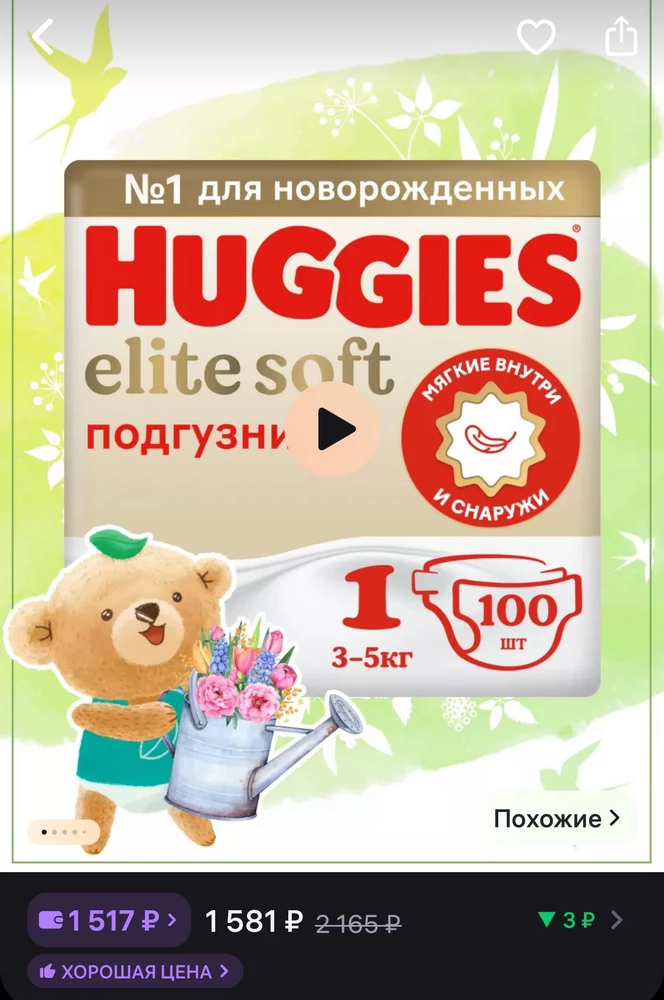 №1 для новорожденных
HUGGIES®
elite soft
подгузни
МЯГКИЕ ВНУТРИ
И СНАРУЖИ
1
100
шт
3–5кг
Похожие
1 517 ₽ 1 581 ₽ 2 165 ₽ ▼ 3 ₽
ХОРОШАЯ ЦЕНА